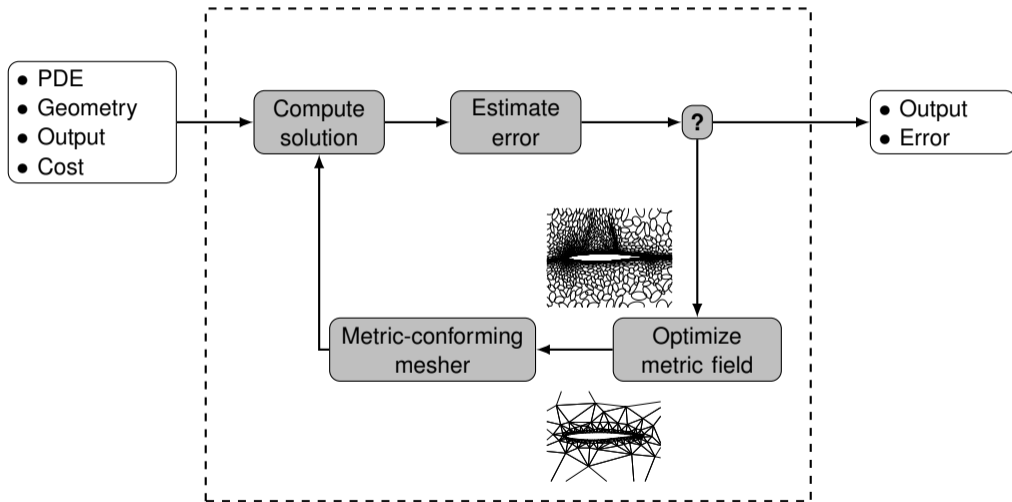 ● PDE
● Geometry
● Output
● Cost
Compute
solution
Estimate
error
?
● Output
● Error
Metric-conforming
mesher
Optimize
metric field